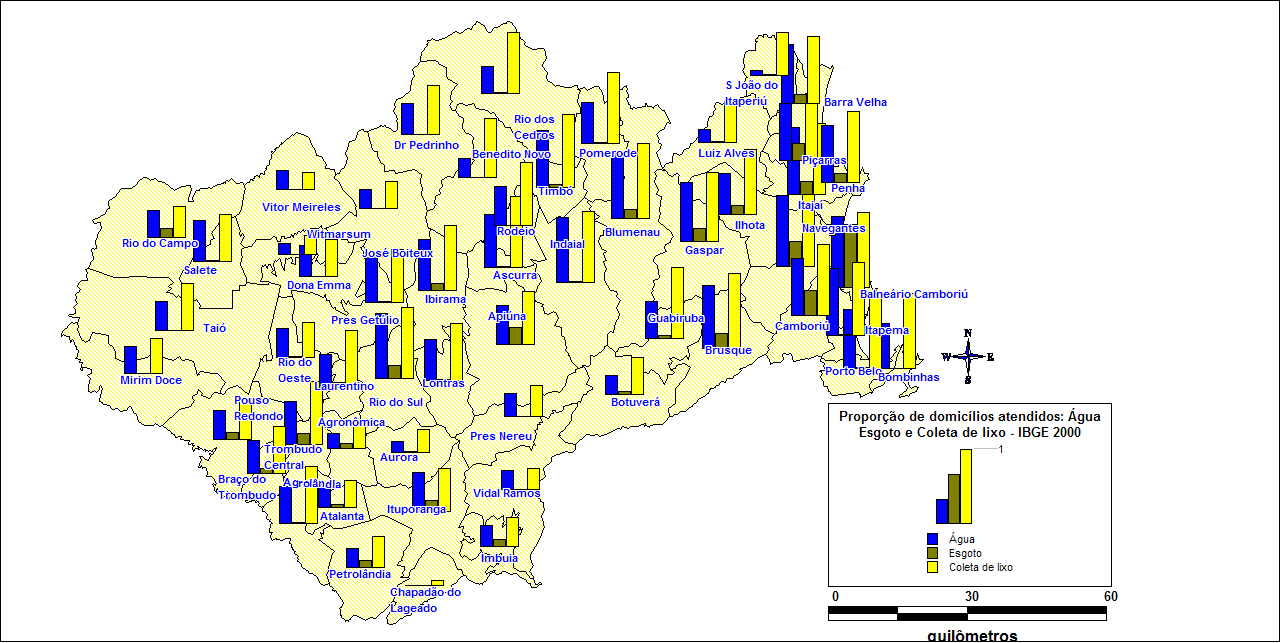 S João do
Itaperiú
Barra Velha
Rio dos
Cedros
Dr Pedrinho
Benedito Novo
Pomerode
Luiz Alves
Piçarras
Timbó
Penha
Vitor Meireles
Itajaí
Rio do Campo
Witmarsum
Rodeio
Blumenau
Ilhota
Navegantes
Salete
José Boiteux
Indaial
Gaspar
Dona Emma
Ibirama
Ascurra
Balneário Camboriú
Taió
Pres Getúlio
Apiúna
Guabiruba
Camboriú
Itapema
N
W
E
S
Rio do
Oeste
Brusque
Mirim Doce
Laurentino
Lontras
Porto Belo
Bombinhas
Pouso
Redondo
Rio do Sul
Botuverá
Agronômica
Pres Nereu
Trombudo
Central
Aurora
Braço do
Trombudo
Agrolândia
Vidal Ramos
Atalanta
Ituporanga
Imbuia
Petrolândia
Chapadão do
Lageado
Proporção de domicílios atendidos: Água
Esgoto e Coleta de lixo - IBGE 2000
1
Água
Esgoto
Coleta de lixo
0 30 60
quilômetros